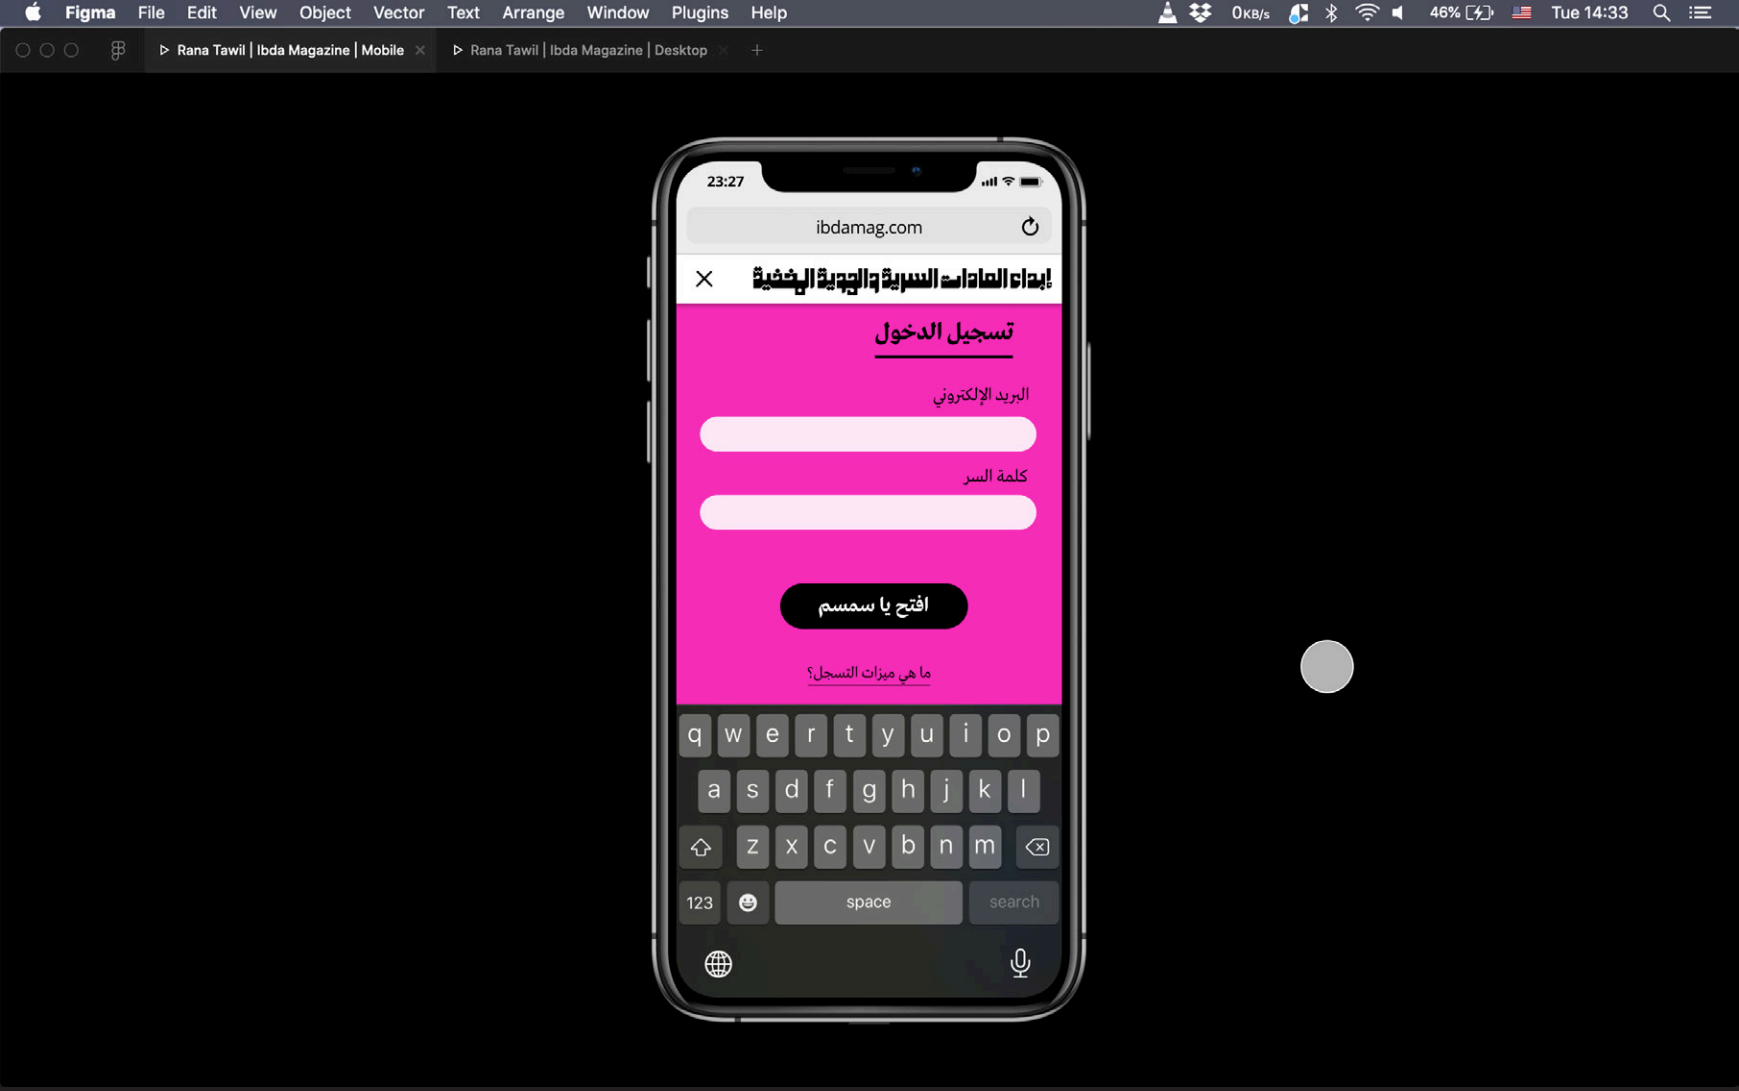 Figma File Edit View Object Vector Text Arrange Window Plugins Help 0KB/s 46% Tue 14:33
Rana Tawil | Ibda Magazine | Mobile
Rana Tawil | Ibda Magazine | Desktop
23:27
ibdamag.com
إبداء العادات السرية والجدية الخفية
تسجيل الدخول
البريد الإلكتروني
كلمة السر
افتح يا سمسم
ما هي ميزات التسجل؟
q w e r t y u i o p
a s d f g h j k l
z x c v b n m
123 space search